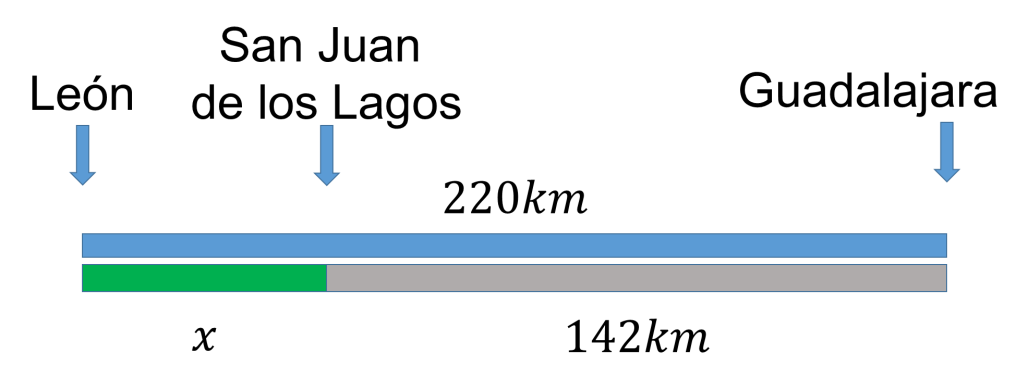 León
San Juan
de los Lagos
Guadalajara
220km
x
142km